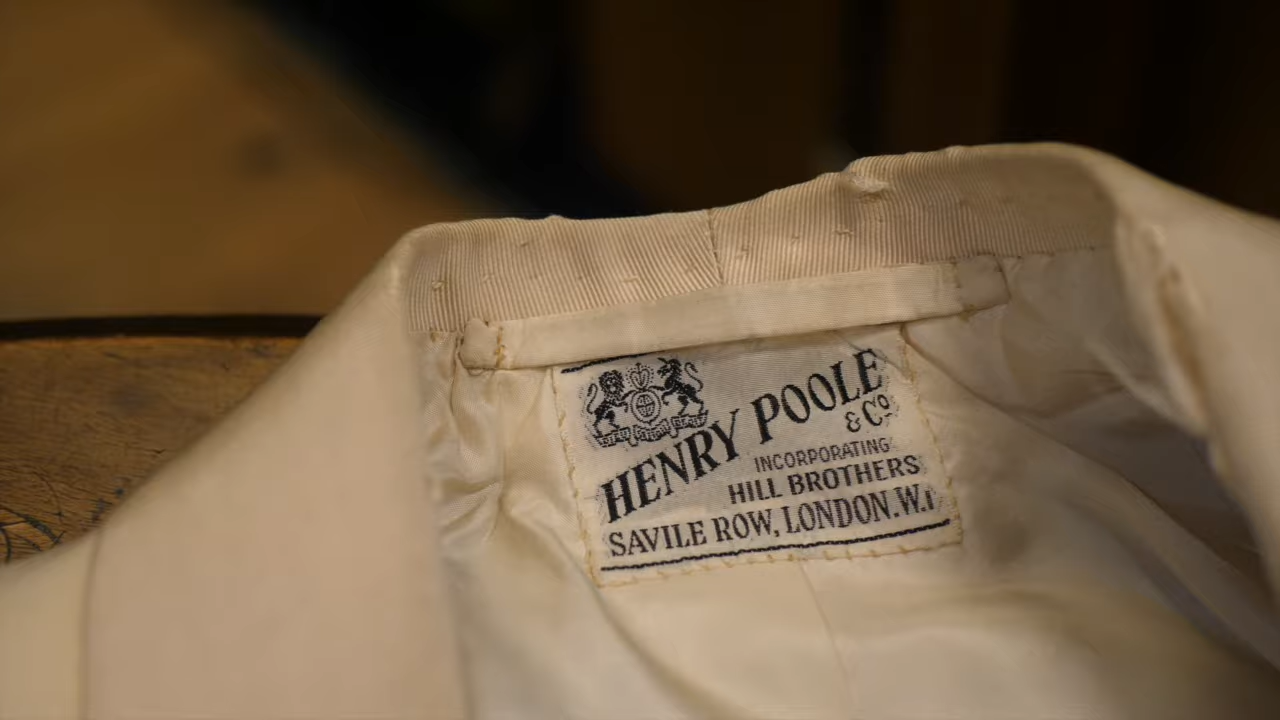 HENRY POOLE
& Cº
INCORPORATING
HILL BROTHERS
SAVILE ROW, LONDON.W.1